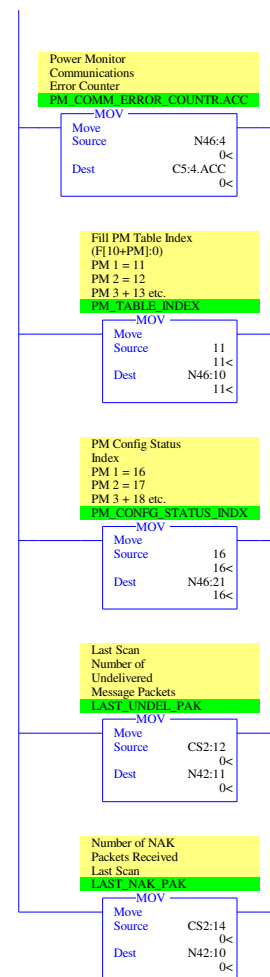 Power Monitor
Communications
Error Counter
PM_COMM_ERROR_COUNTR.ACC
MOV
Move
Source N46:4
0<
Dest C5:4.ACC
0<
Fill PM Table Index
(F[10+PM]:0)
PM 1 = 11
PM 2 = 12
PM 3 + 13 etc.
PM_TABLE_INDEX
MOV
Move
Source 11
11<
Dest N46:10
11<
PM Config Status
Index
PM 1 = 16
PM 2 = 17
PM 3 + 18 etc.
PM_CONFG_STATUS_INDX
MOV
Move
Source 16
16<
Dest N46:21
16<
Last Scan
Number of
Undelivered
Message Packets
LAST_UNDEL_PAK
MOV
Move
Source CS2:12
0<
Dest N42:11
0<
Number of NAK
Packets Received
Last Scan
LAST_NAK_PAK
MOV
Move
Source CS2:14
0<
Dest N42:10
0<